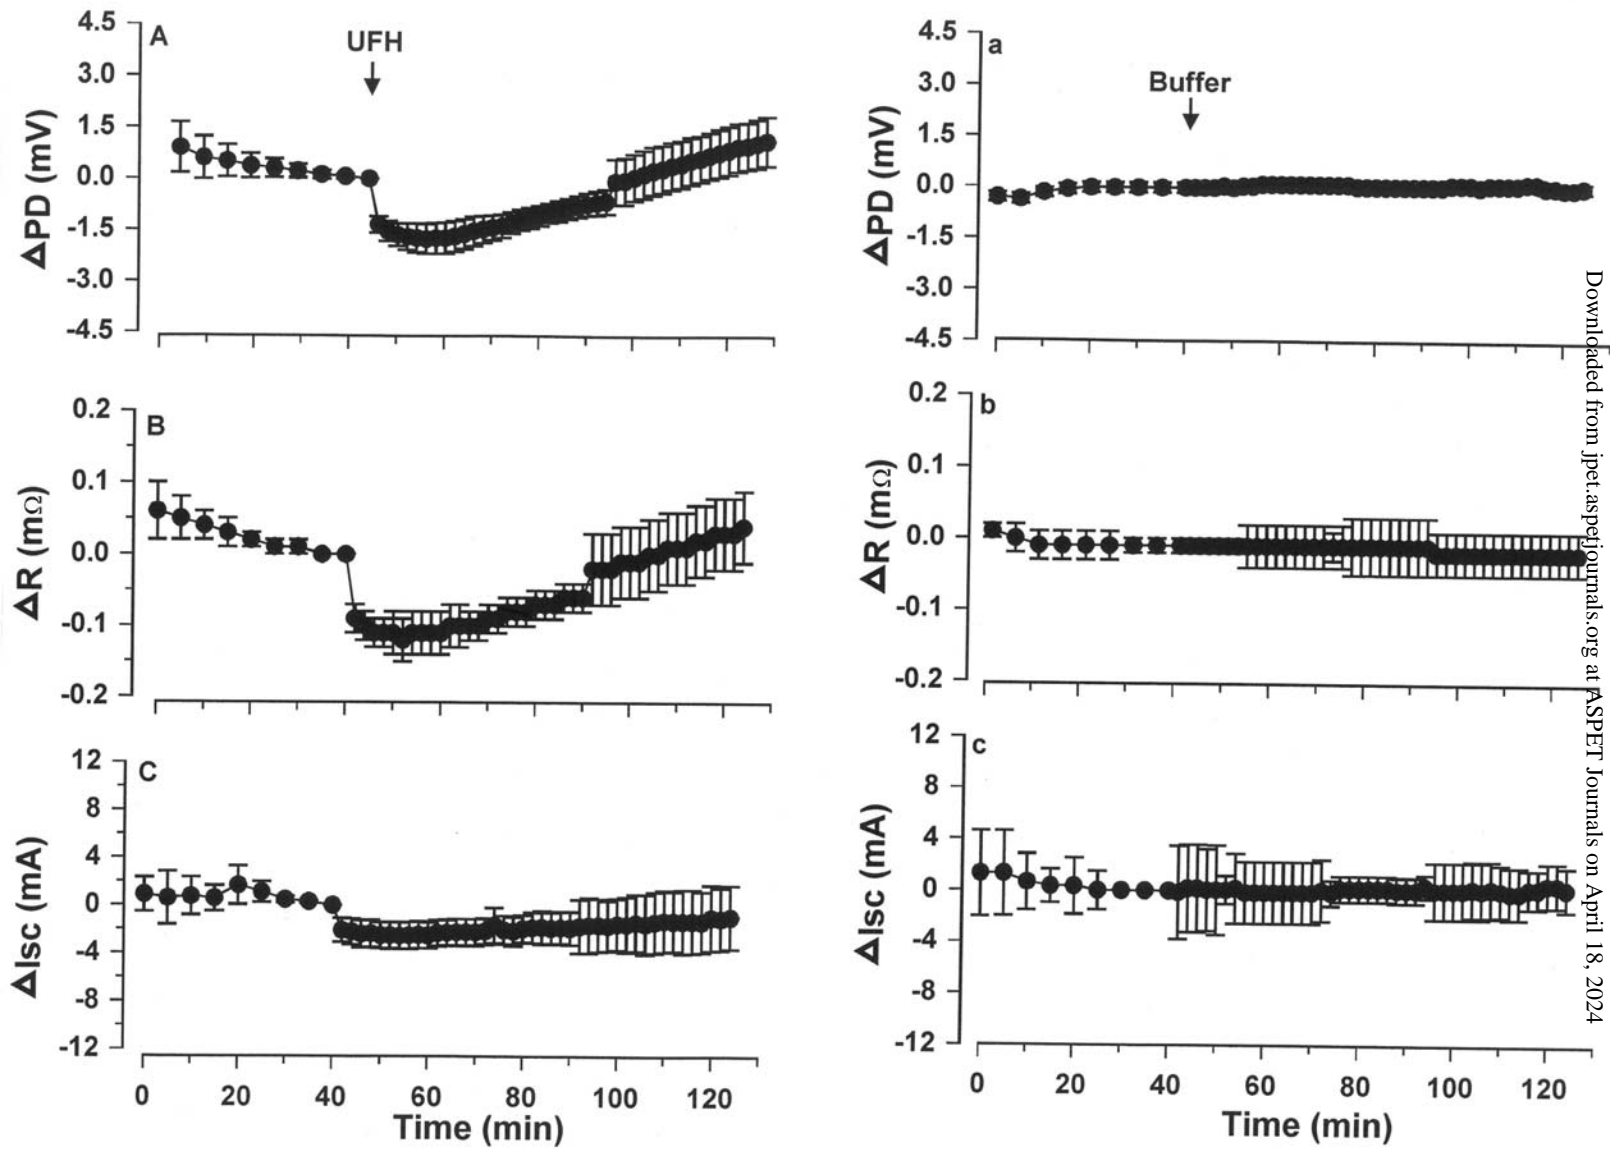 A
UFH
4.5
3.0
1.5
0.0
-1.5
-3.0
-4.5
ΔPD (mV)
a
Buffer
4.5
3.0
1.5
0.0
-1.5
-3.0
-4.5
ΔPD (mV)
B
0.2
0.1
0.0
-0.1
-0.2
ΔR (m℧)
b
0.2
0.1
0.0
-0.1
-0.2
ΔR (m℧)
C
12
8
4
0
-4
-8
-12
ΔIsc (mA)
0 20 40 60 80 100 120
Time (min)
c
12
8
4
0
-4
-8
-12
ΔIsc (mA)
0 20 40 60 80 100 120
Time (min)
Downloaded from jpet.aspetjournals.org at ASPET Journals on April 18, 2024